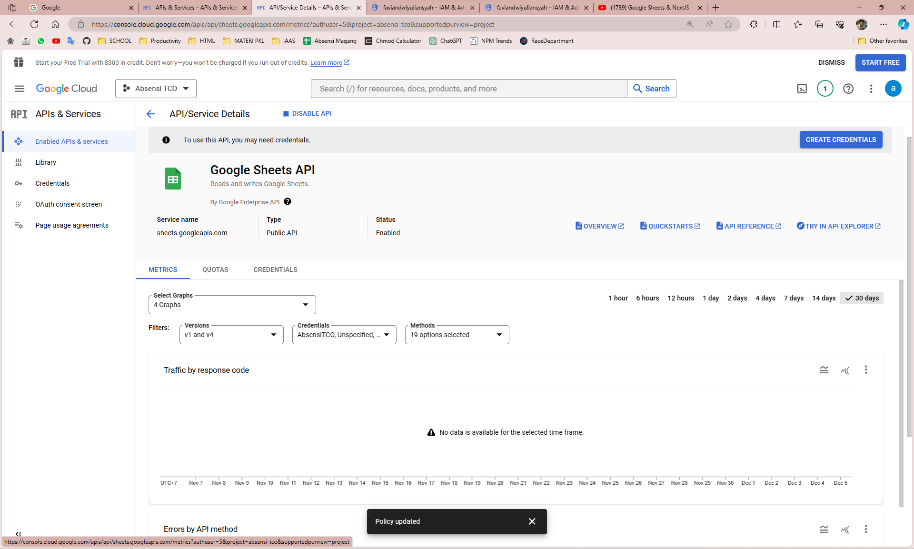 Google
APIs & Services – APIs & Service
API/Service Details – APIs & Ser
faviandwiyuliansyah – IAM & Ad
faviandwiyuliansyah – IAM & Ad
(1789) Google Sheets & NextJS
https://console.cloud.google.com/apis/api/sheets.googleapis.com/metrics?authuser=5&project=absensi-tco&supportedpurview=project
SCHOOL
Productivity
HTML
MATERI PKL
IAAS
Absensi Magang
Chmod Calculator
ChatGPT
NPM Trends
RaceDepartment
Other favorites
Start your Free Trial with $300 in credit. Don't worry—you won't be charged if you run out of credits. Learn more
DISMISS
START FREE
Google Cloud
Absensi TCO
Search (/) for resources, docs, products, and more
Search
1
a
API APIs & Services
API/Service Details
DISABLE API
Enabled APIs & services
Library
Credentials
OAuth consent screen
Page usage agreements
To use this API, you may need credentials.
CREATE CREDENTIALS
Google Sheets API
Reads and writes Google Sheets.
By Google Enterprise API
Service name
sheets.googleapis.com
Type
Public API
Status
Enabled
OVERVIEW
QUICKSTARTS
API REFERENCE
TRY IN API EXPLORER
METRICS
QUOTAS
CREDENTIALS
Select Graphs
4 Graphs
1 hour
6 hours
12 hours
1 day
2 days
4 days
7 days
14 days
30 days
Filters:
Versions
v1 and v4
Credentials
AbsensiTCO, Unspecified, ...
Methods
19 options selected
Traffic by response code
No data is available for the selected time frame.
UTC+7 Nov 7 Nov 8 Nov 9 Nov 10 Nov 11 Nov 12 Nov 13 Nov 14 Nov 15 Nov 16 Nov 17 Nov 18 Nov 19 Nov 20 Nov 21 Nov 22 Nov 23 Nov 24 Nov 25 Nov 26 Nov 27 Nov 28 Nov 29 Nov 30 Dec 1 Dec 2 Dec 3 Dec 4 Dec 5
Policy updated
Errors by API method
https://console.cloud.google.com/apis/api/sheets.googleapis.com/metrics?authuser=5&project=absensi-tco&supportedpurview=project